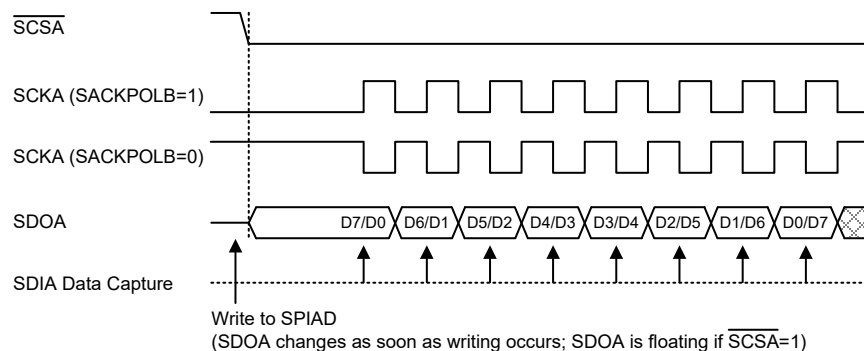 SCSA
SCKA (SACKPOLB=1)
SCKA (SACKPOLB=0)
SDOA
D7/D0 D6/D1 D5/D2 D4/D3 D3/D4 D2/D5 D1/D6 D0/D7
SDIA Data Capture
Write to SPIAD
(SDOA changes as soon as writing occurs; SDOA is floating if SCSA=1)